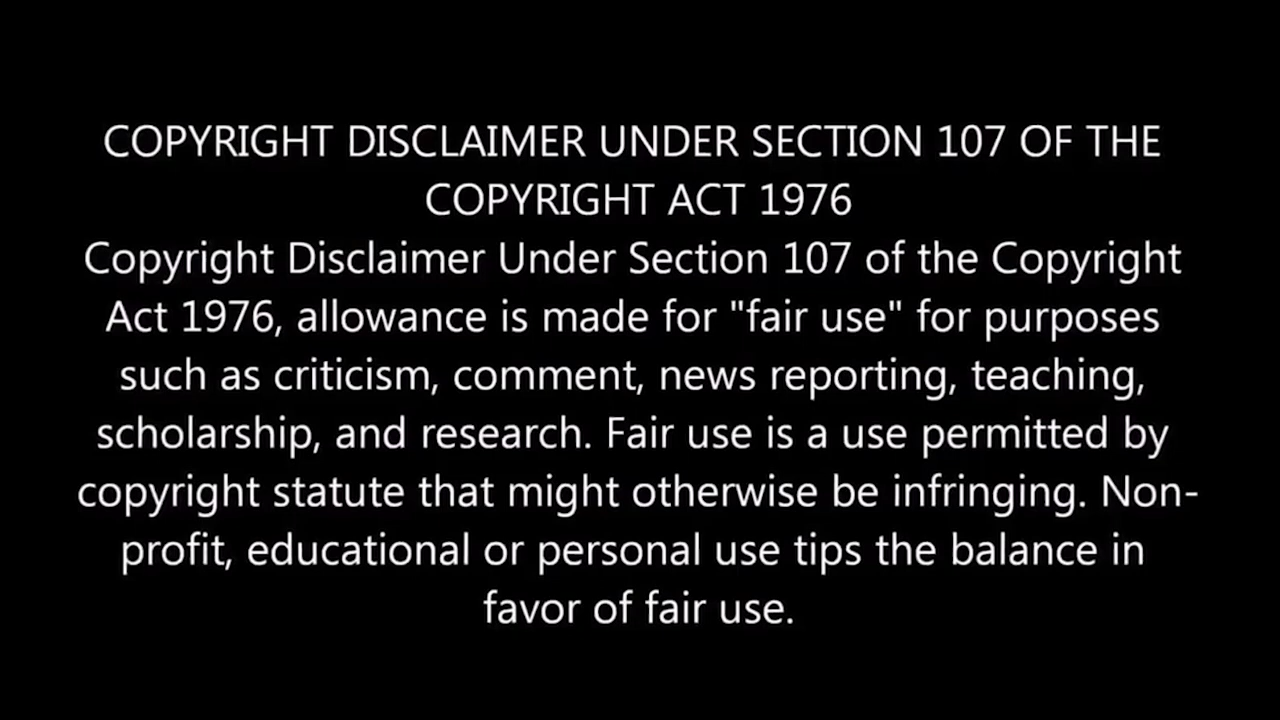 COPYRIGHT DISCLAIMER UNDER SECTION 107 OF THE
COPYRIGHT ACT 1976
Copyright Disclaimer Under Section 107 of the Copyright
Act 1976, allowance is made for "fair use" for purposes
such as criticism, comment, news reporting, teaching,
scholarship, and research. Fair use is a use permitted by
copyright statute that might otherwise be infringing. Non-
profit, educational or personal use tips the balance in
favor of fair use.